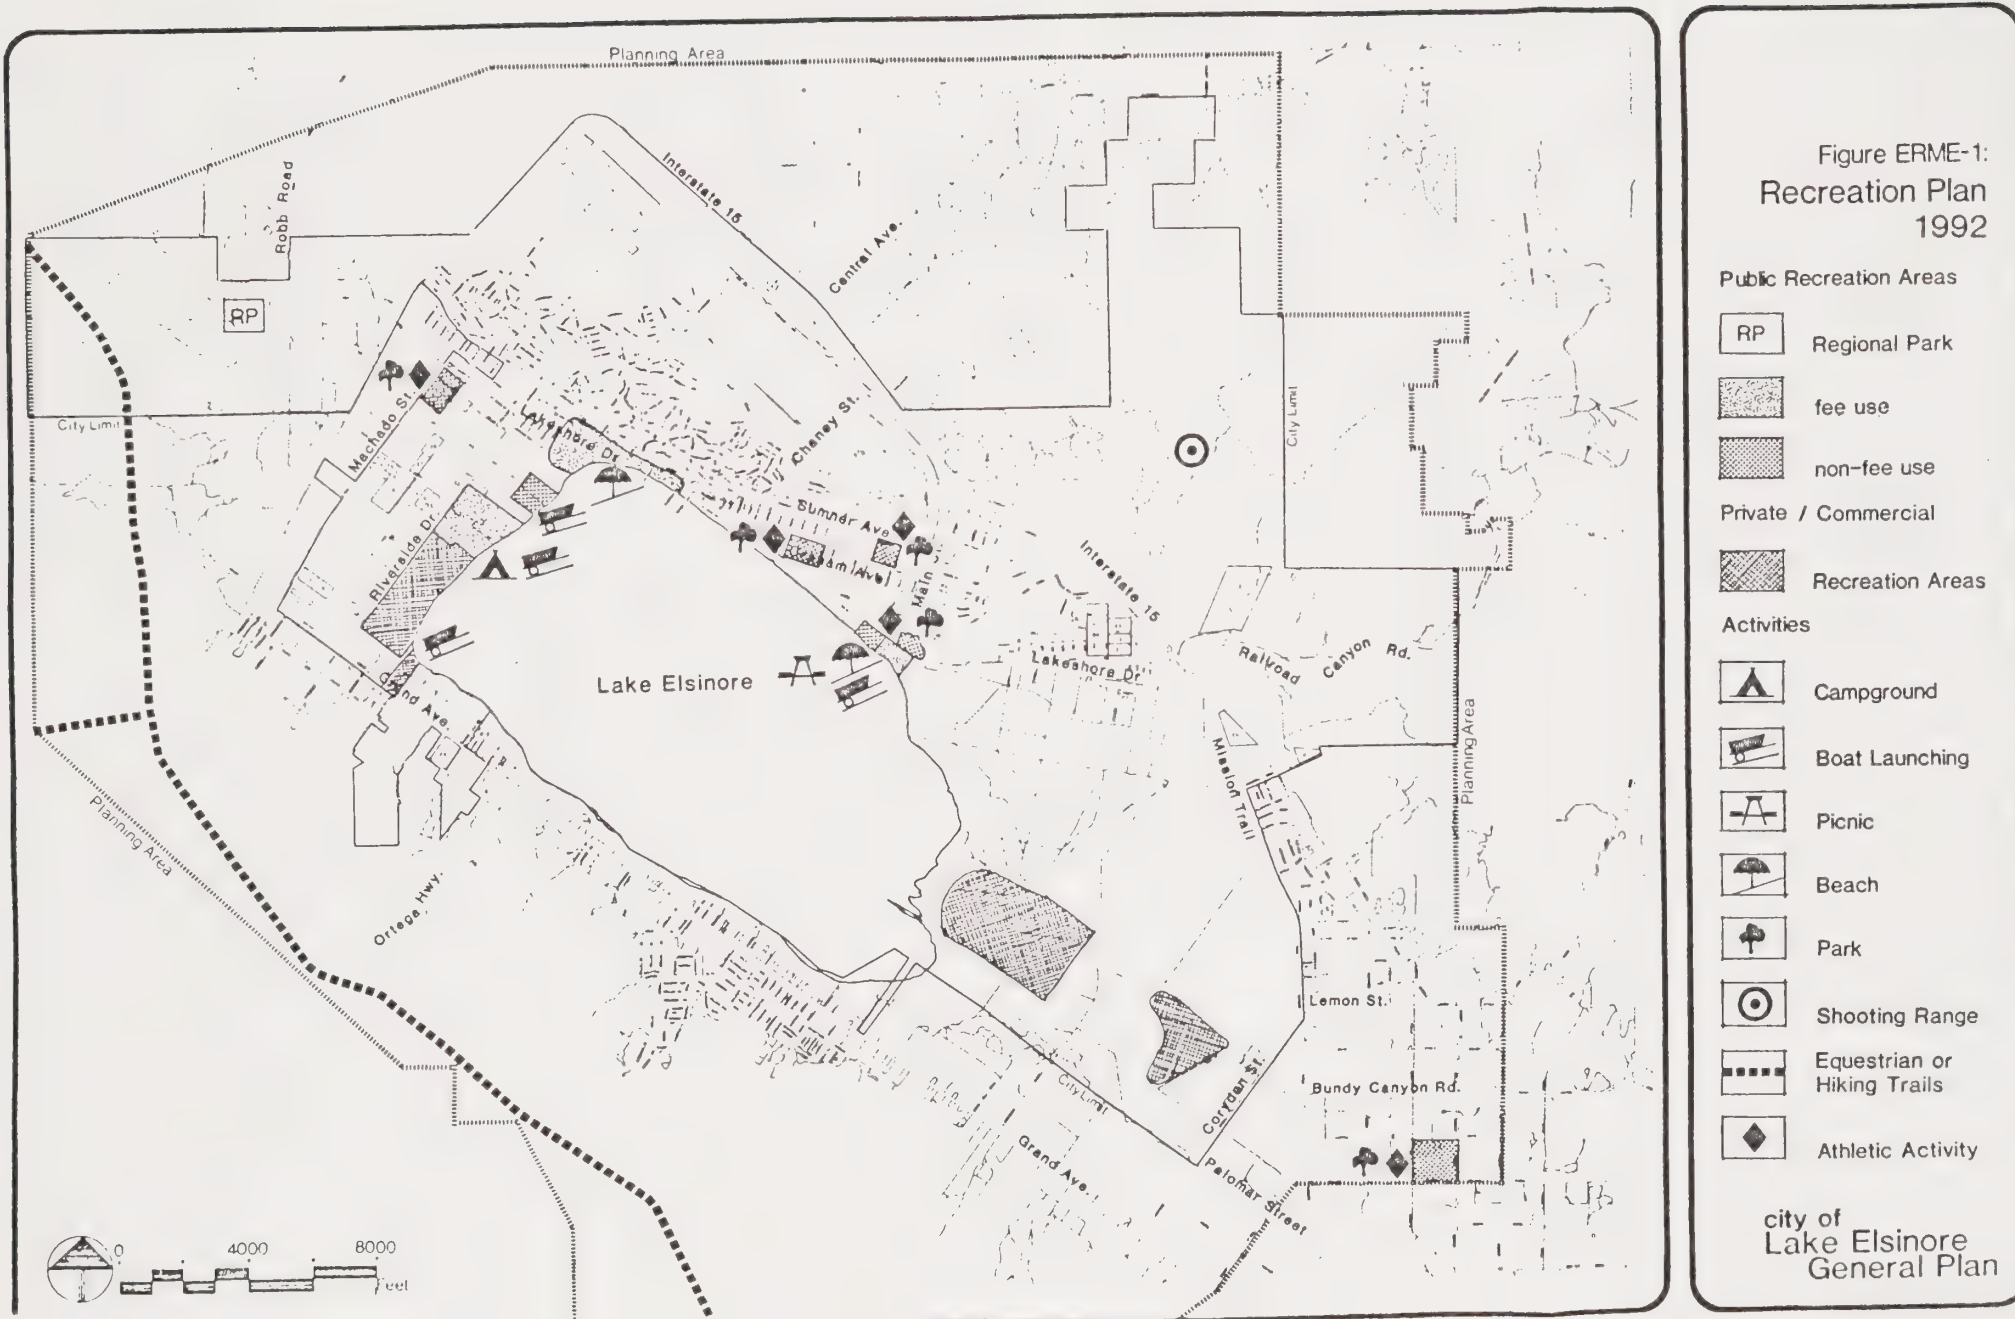 Planning Area
Robb Road
Interstate 15
Central Ave.
RP
City Limit
Machado St.
Lakeshore Dr.
Chaney St.
City Limit
Riverside Dr.
Sumner Ave.
Main
Interstate 15
Lakeshore Dr.
Railroad Canyon Rd.
Lake Elsinore
Grand Ave.
Mission Trail
Planning Area
Planning Area
Ortega Hwy.
Lemon St.
City Limit
Corydan St.
Bundy Canyon Rd.
Grand Ave.
Palomar Street
0 4000 8000
Feet
Figure ERME-1:
Recreation Plan
1992
Public Recreation Areas
RP Regional Park
fee use
non-fee use
Private / Commercial
Recreation Areas
Activities
Campground
Boat Launching
Picnic
Beach
Park
Shooting Range
Equestrian or
Hiking Trails
Athletic Activity
city of
Lake Elsinore
General Plan